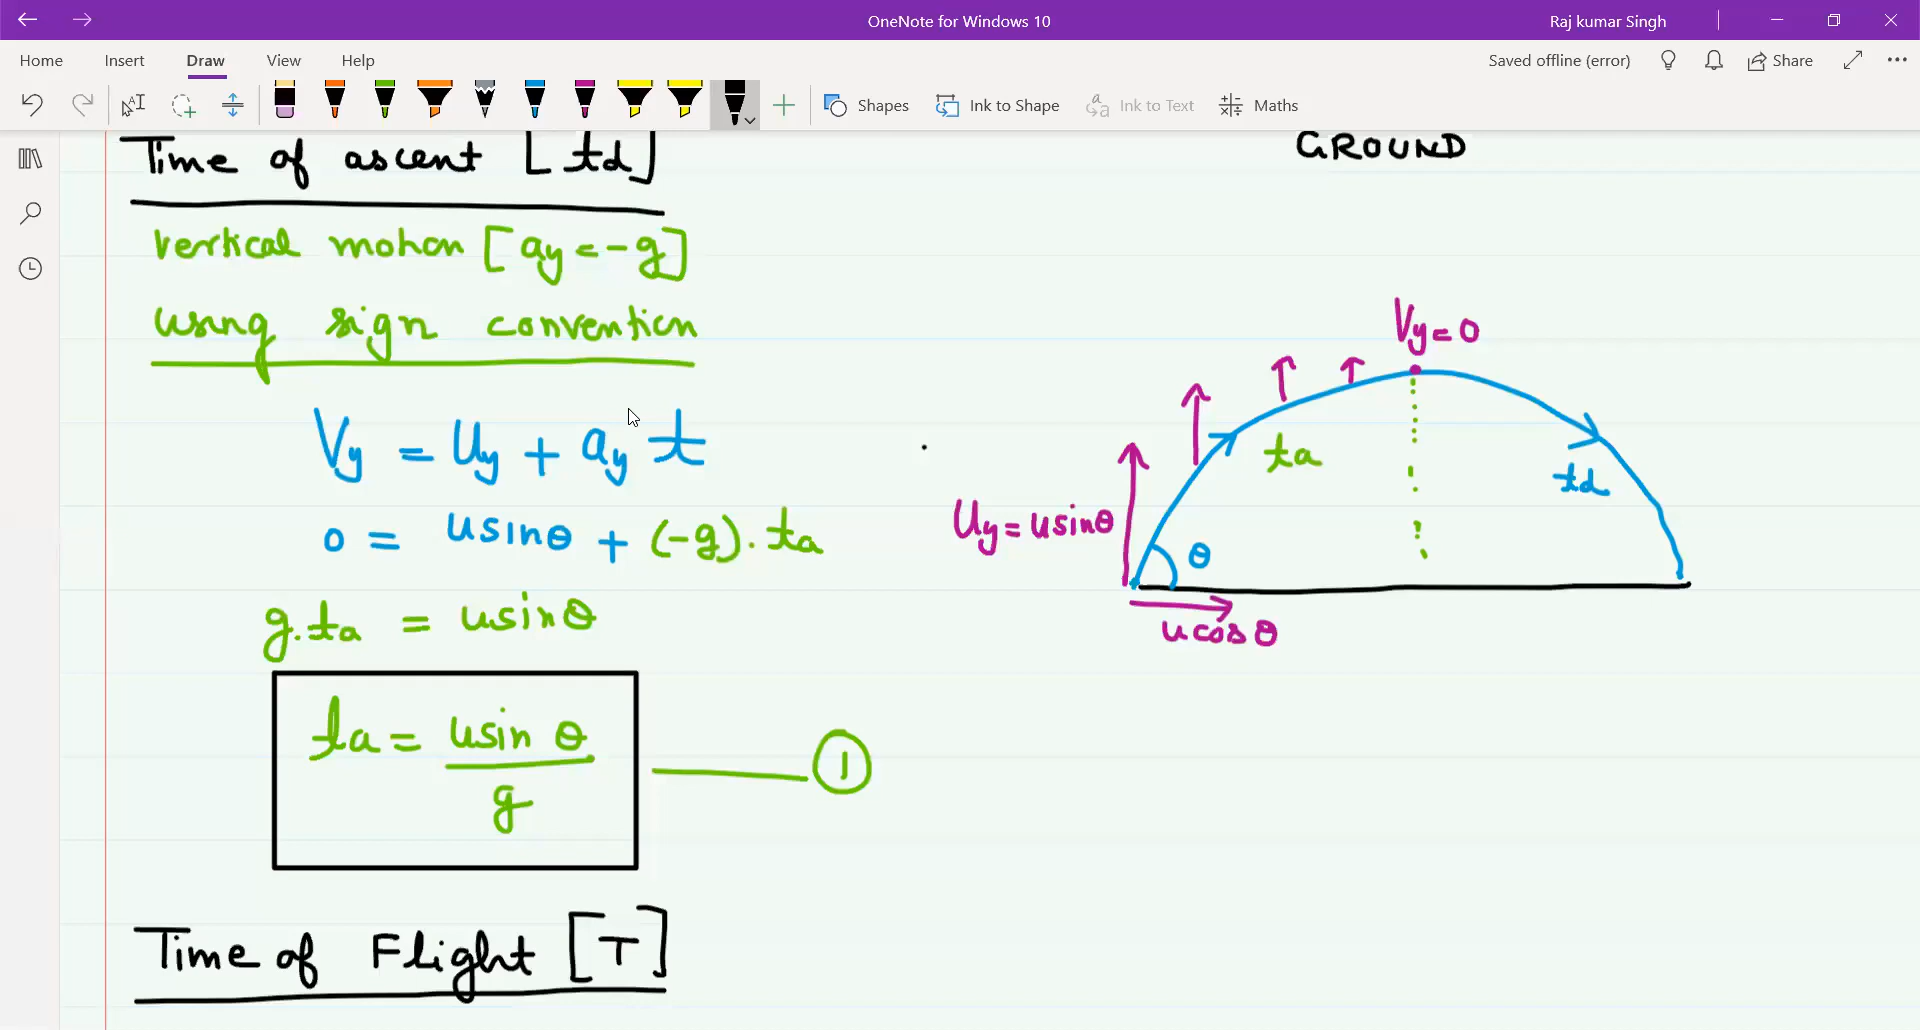 OneNote for Windows 10
Raj kumar Singh
Home Insert Draw View Help
Saved offline (error)
Share
Shapes
Ink to Shape
Ink to Text
Maths
Time of ascent [td]
GROUND
vertical motion [ay = -g]
using sign convention
Vy = Uy + ay t
0 = usinθ + (-g). ta
g.ta = usinθ
ta = usin θ
g
1
Time of Flight [T]
Vy = 0
ta
td
Uy = usinθ
θ
ucosθ